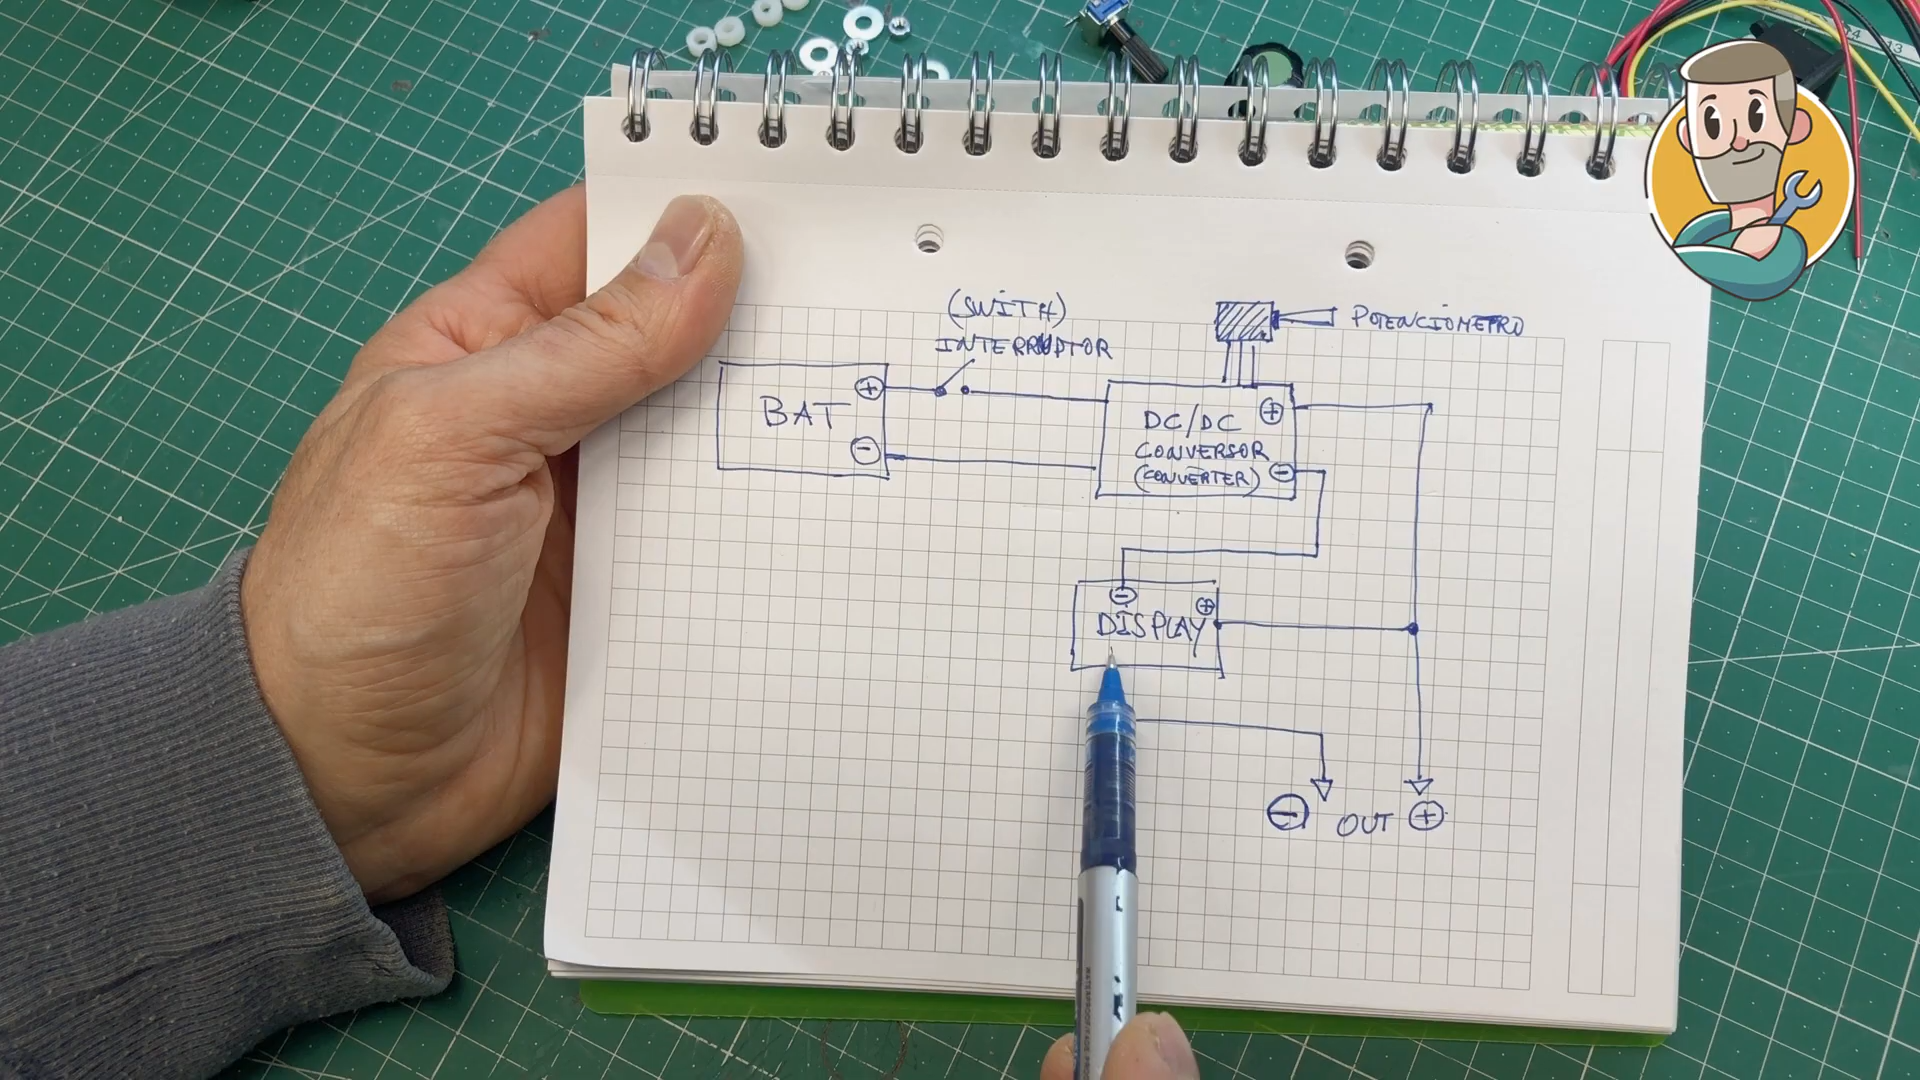 (SWITH)
INTERRUPTOR
POTENCIOMETRO
BAT
+
-
DC/DC
CONVERSOR
(CONVERTER)
+
-
-
+
DISPLAY
- OUT +